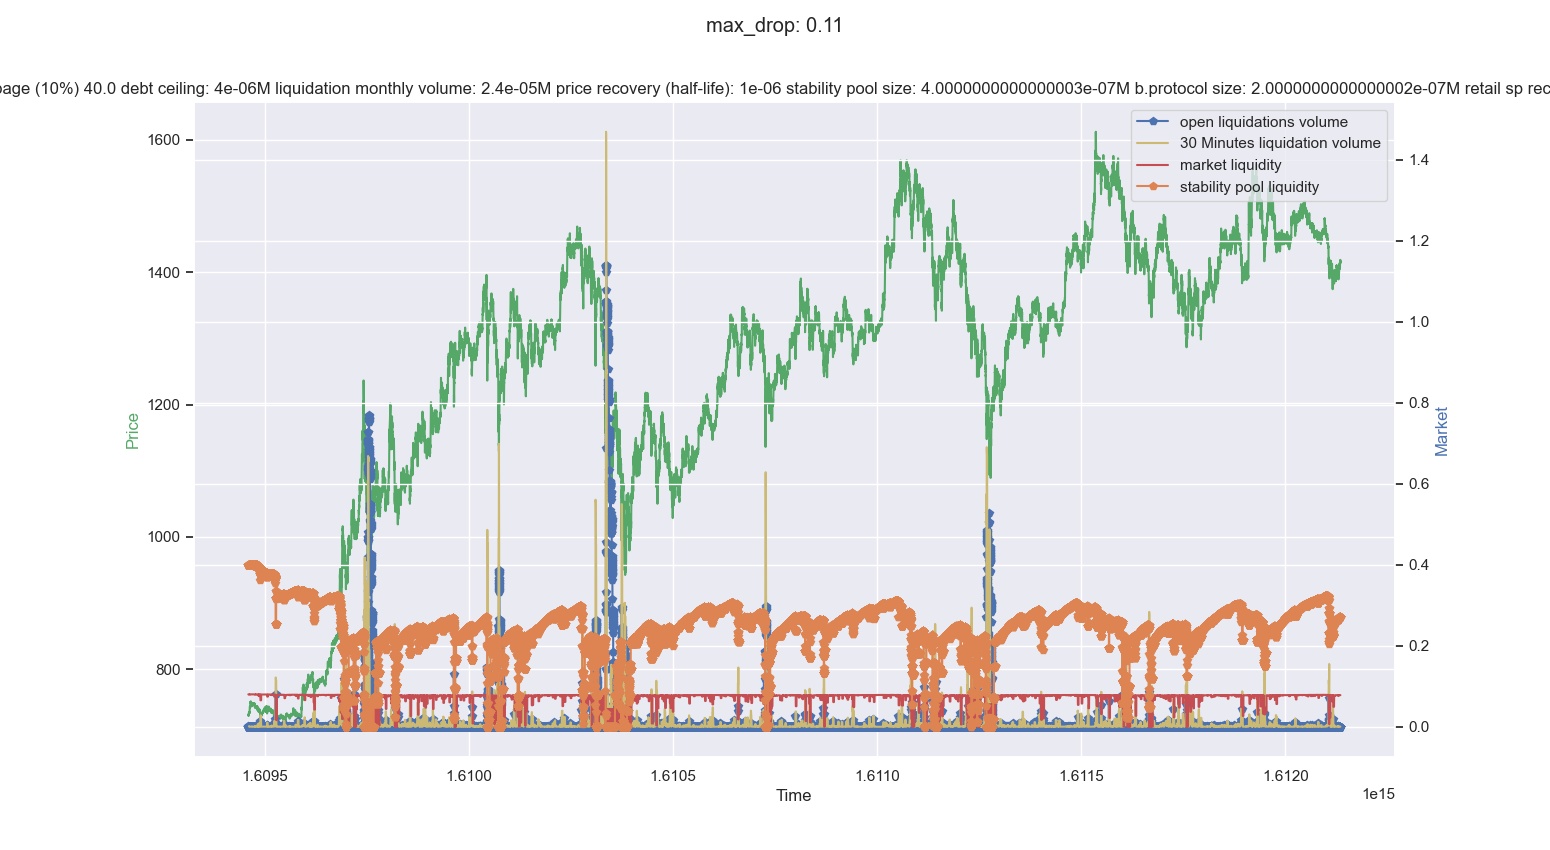 max_drop: 0.11
page (10%) 40.0 debt ceiling: 4e-06M liquidation monthly volume: 2.4e-05M price recovery (half-life): 1e-06 stability pool size: 4.0000000000000003e-07M b.protocol size: 2.0000000000000002e-07M retail sp rec
open liquidations volume
30 Minutes liquidation volume
market liquidity
stability pool liquidity
1600
1400
1200
1000
800
Price
1.4
1.2
1.0
0.8
0.6
0.4
0.2
0.0
Market
1.6095 1.6100 1.6105 1.6110 1.6115 1.6120
Time
1e15